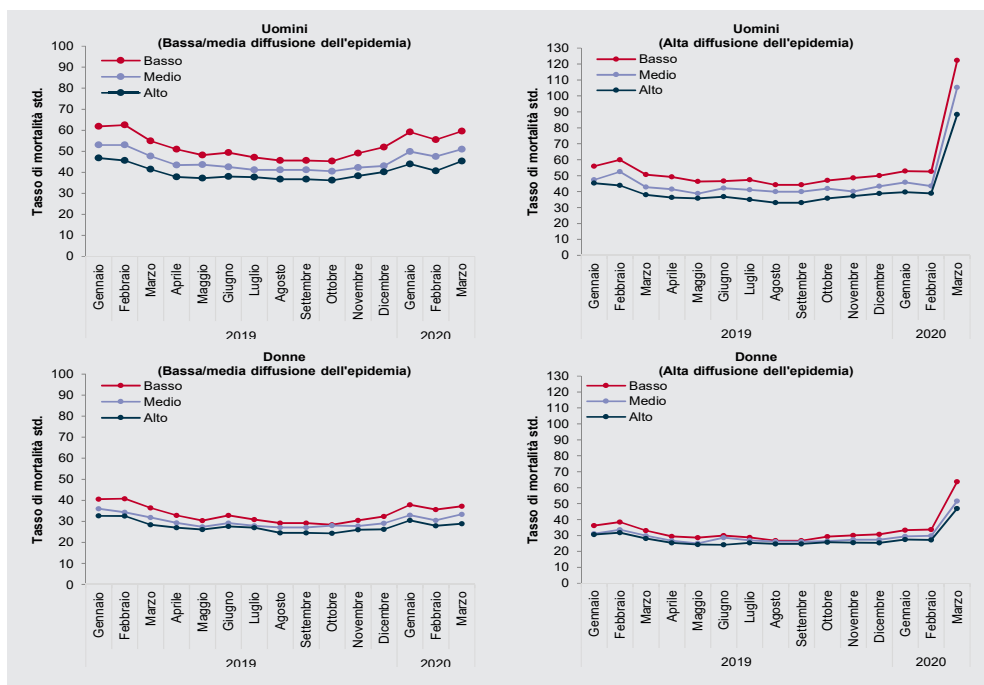 Uomini
(Bassa/media diffusione dell'epidemia)
100
90
80
70
60
50
40
30
20
10
0
Tasso di mortalità std.
Basso
Medio
Alto
Gennaio
Febbraio
Marzo
Aprile
Maggio
Giugno
Luglio
Agosto
Settembre
Ottobre
Novembre
Dicembre
Gennaio
Febbraio
Marzo
2019
2020
Uomini
(Alta diffusione dell'epidemia)
130
120
110
100
90
80
70
60
50
40
30
20
10
0
Tasso di mortalità std.
Basso
Medio
Alto
Gennaio
Febbraio
Marzo
Aprile
Maggio
Giugno
Luglio
Agosto
Settembre
Ottobre
Novembre
Dicembre
Gennaio
Febbraio
Marzo
2019
2020
Donne
(Bassa/media diffusione dell'epidemia)
100
90
80
70
60
50
40
30
20
10
0
Tasso di mortalità std.
Basso
Medio
Alto
Gennaio
Febbraio
Marzo
Aprile
Maggio
Giugno
Luglio
Agosto
Settembre
Ottobre
Novembre
Dicembre
Gennaio
Febbraio
Marzo
2019
2020
Donne
(Alta diffusione dell'epidemia)
130
120
110
100
90
80
70
60
50
40
30
20
10
0
Tasso di mortalità std.
Basso
Medio
Alto
Gennaio
Febbraio
Marzo
Aprile
Maggio
Giugno
Luglio
Agosto
Settembre
Ottobre
Novembre
Dicembre
Gennaio
Febbraio
Marzo
2019
2020